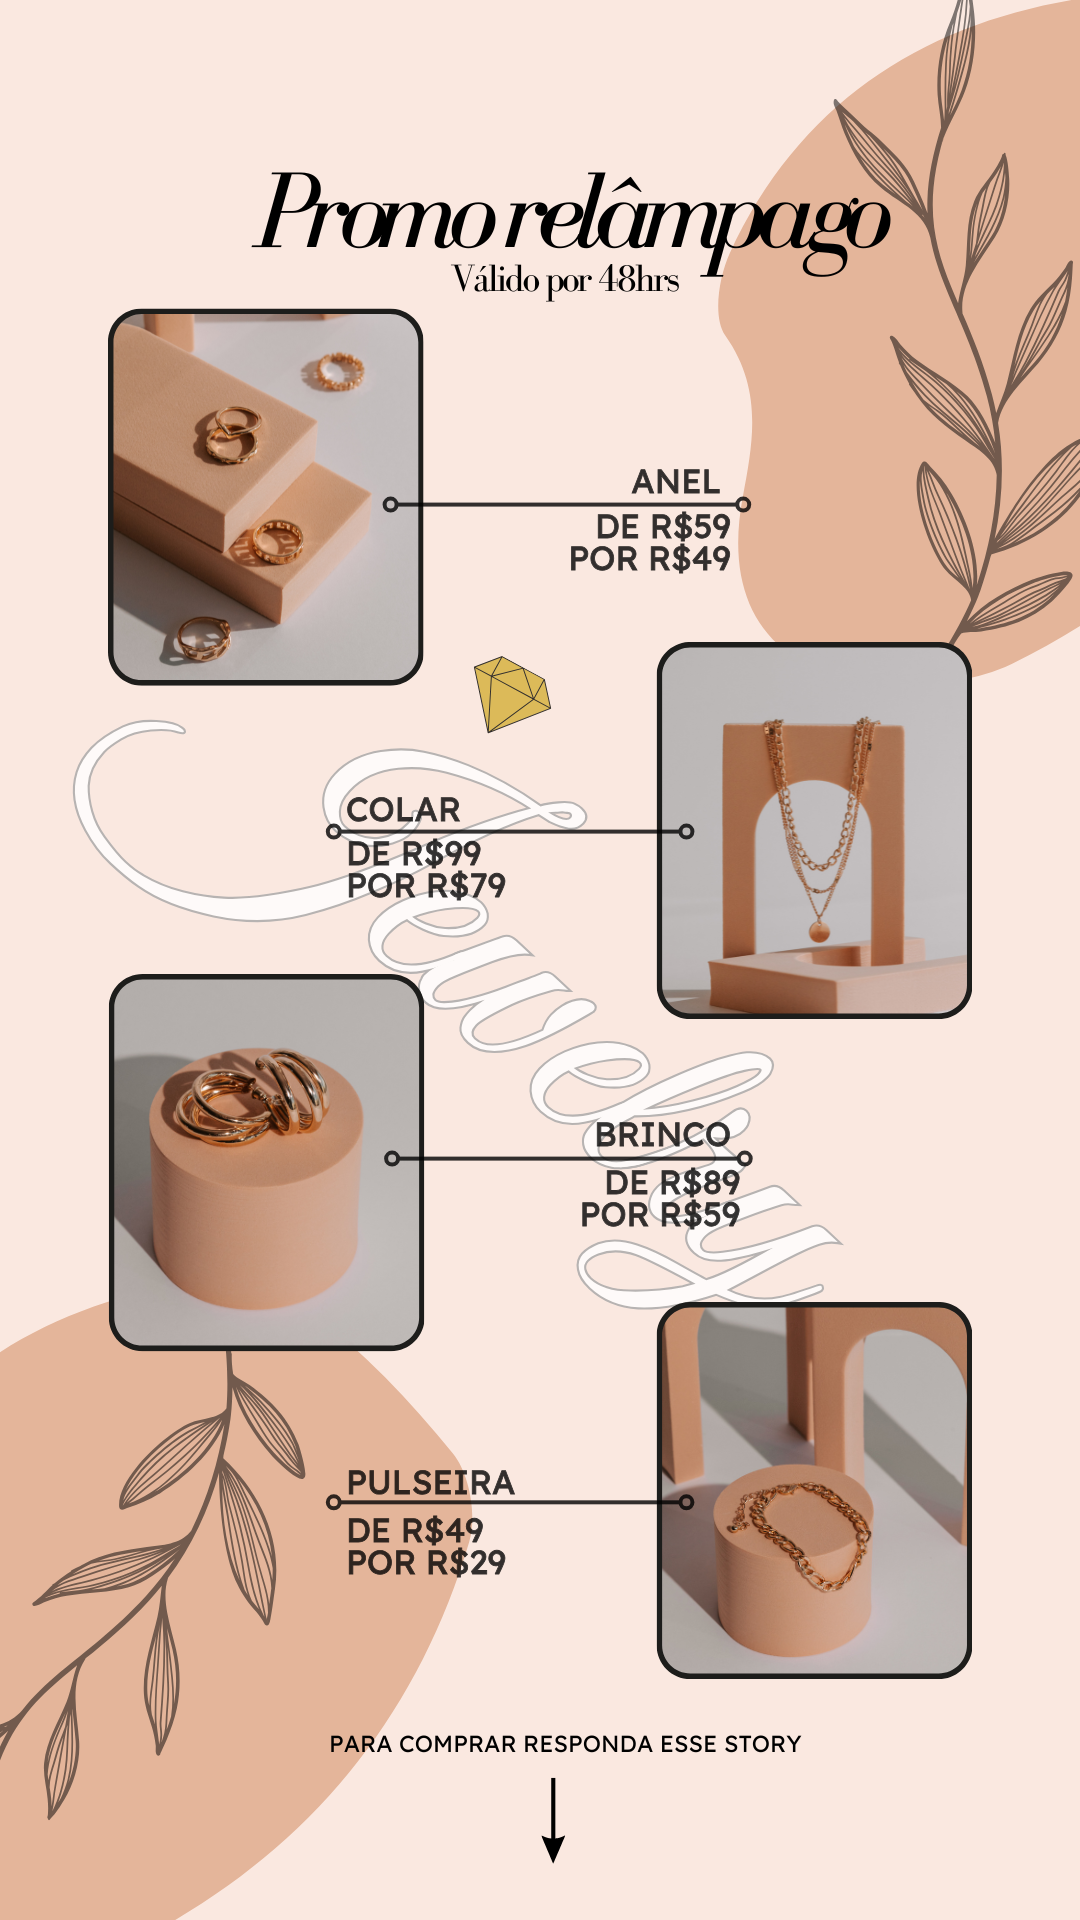 Promo relâmpago
Válido por 48hrs
ANEL
DE R$59
POR R$49
COLAR
DE R$99
POR R$79
Jewelry
BRINCO
DE R$89
POR R$59
PULSEIRA
DE R$49
POR R$29
PARA COMPRAR RESPONDA ESSE STORY